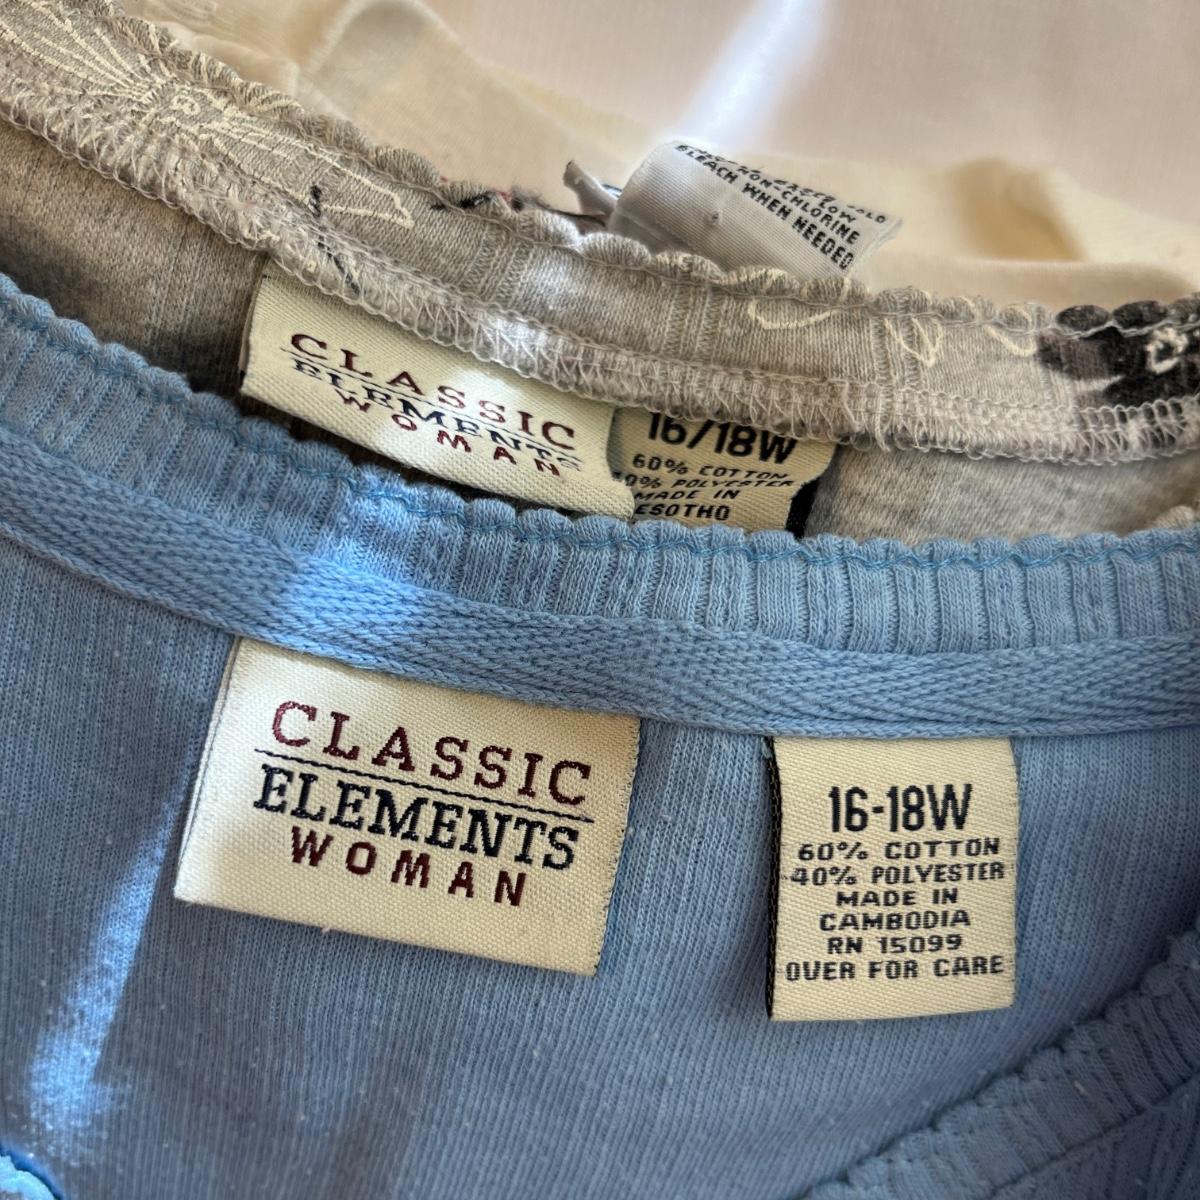 BLEACH WHEN NEEDED
CLASSIC
ELEMENTS
WOMAN
16/18W
60% COTTON
POLYESTER
MADE IN
CLASSIC
ELEMENTS
WOMAN
16-18W
60% COTTON
40% POLYESTER
MADE IN
CAMBODIA
RN 15099
OVER FOR CARE